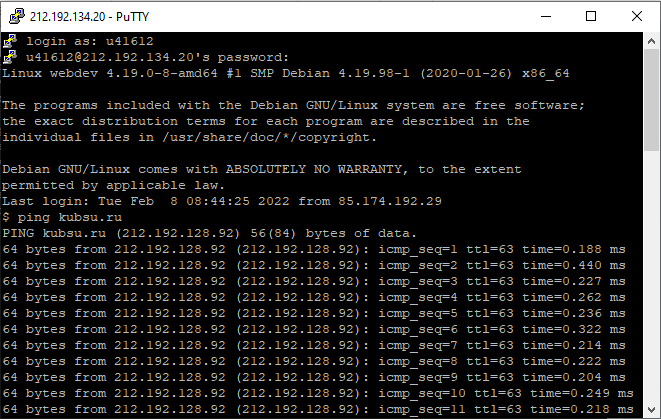 212.192.134.20 - PuTTY
login as: u41612
u41612@212.192.134.20's password:
Linux webdev 4.19.0-8-amd64 #1 SMP Debian 4.19.98-1 (2020-01-26) x86_64
The programs included with the Debian GNU/Linux system are free software;
the exact distribution terms for each program are described in the
individual files in /usr/share/doc/*/copyright.
Debian GNU/Linux comes with ABSOLUTELY NO WARRANTY, to the extent
permitted by applicable law.
Last login: Tue Feb  8 08:44:25 2022 from 85.174.192.29
$ ping kubsu.ru
PING kubsu.ru (212.192.128.92) 56(84) bytes of data.
64 bytes from 212.192.128.92 (212.192.128.92): icmp_seq=1 ttl=63 time=0.188 ms
64 bytes from 212.192.128.92 (212.192.128.92): icmp_seq=2 ttl=63 time=0.440 ms
64 bytes from 212.192.128.92 (212.192.128.92): icmp_seq=3 ttl=63 time=0.227 ms
64 bytes from 212.192.128.92 (212.192.128.92): icmp_seq=4 ttl=63 time=0.262 ms
64 bytes from 212.192.128.92 (212.192.128.92): icmp_seq=5 ttl=63 time=0.236 ms
64 bytes from 212.192.128.92 (212.192.128.92): icmp_seq=6 ttl=63 time=0.322 ms
64 bytes from 212.192.128.92 (212.192.128.92): icmp_seq=7 ttl=63 time=0.214 ms
64 bytes from 212.192.128.92 (212.192.128.92): icmp_seq=8 ttl=63 time=0.222 ms
64 bytes from 212.192.128.92 (212.192.128.92): icmp_seq=9 ttl=63 time=0.204 ms
64 bytes from 212.192.128.92 (212.192.128.92): icmp_seq=10 ttl=63 time=0.249 ms
64 bytes from 212.192.128.92 (212.192.128.92): icmp_seq=11 ttl=63 time=0.218 ms